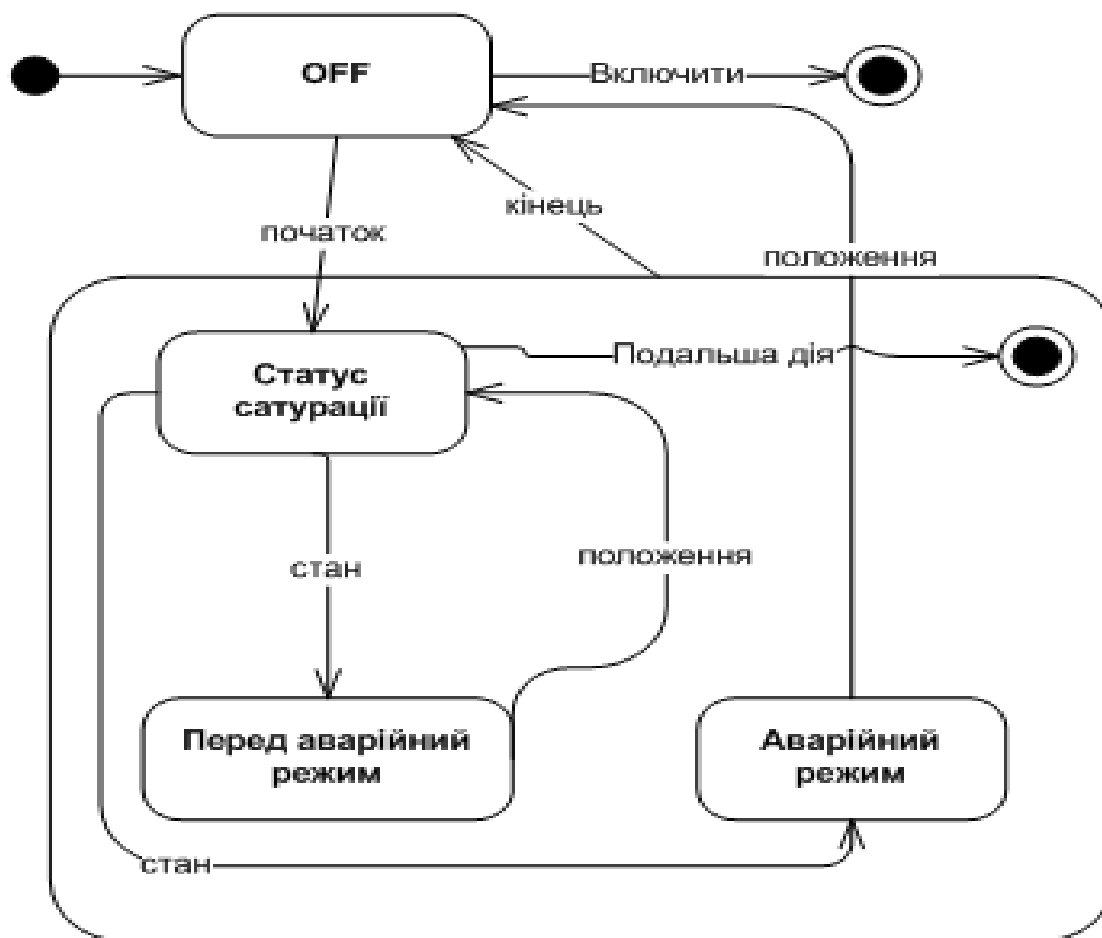 OFF
Включити
кінець
початок
положення
Статус
сатурації
Подальша дія
стан
положення
Перед аварійний
режим
Аварійний
режим
стан